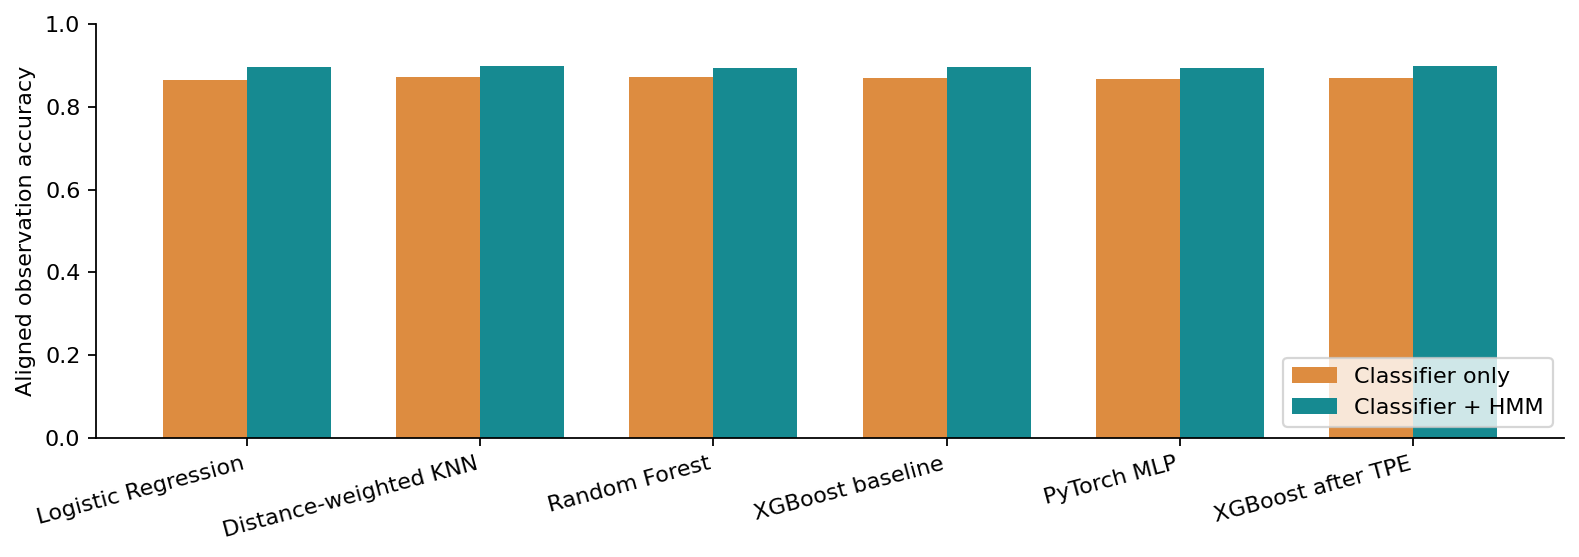 Aligned observation accuracy
1.0
0.8
0.6
0.4
0.2
0.0
Logistic Regression
Distance-weighted KNN
Random Forest
XGBoost baseline
PyTorch MLP
XGBoost after TPE
Classifier only
Classifier + HMM